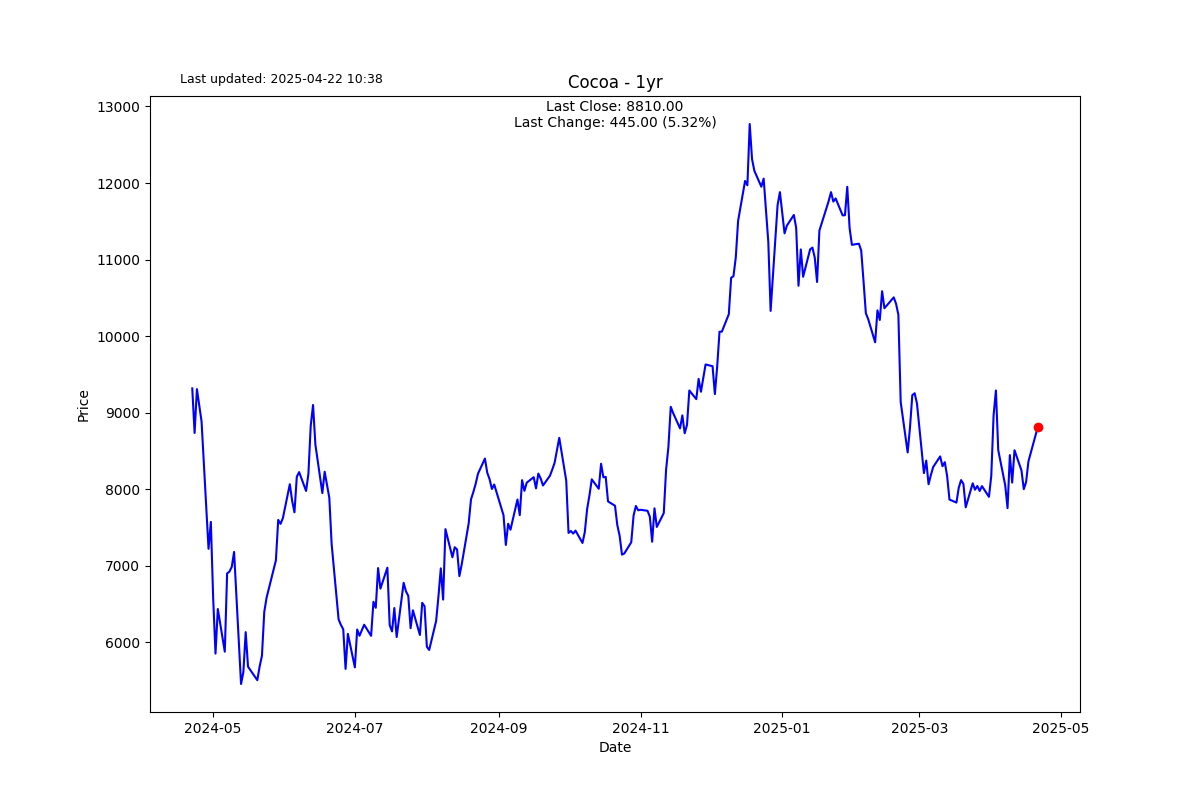 Last updated: 2025-04-22 10:38
Cocoa - 1yr
Last Close: 8810.00
Last Change: 445.00 (5.32%)
13000
12000
11000
10000
9000
8000
7000
6000
Price
2024-05 2024-07 2024-09 2024-11 2025-01 2025-03 2025-05
Date